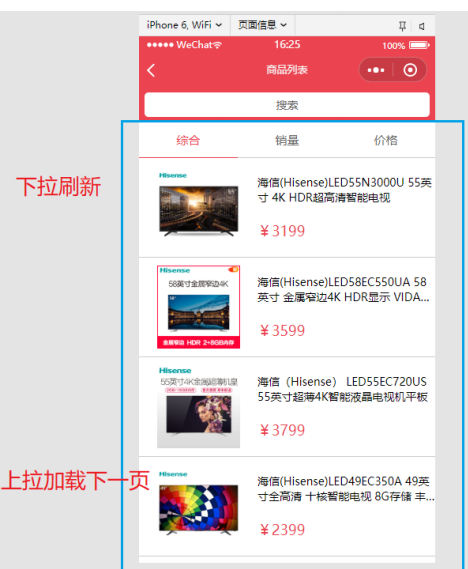 iPhone 6, WiFi 页面信息
WeChat 16:25 100%
商品列表
搜索
综合 销量 价格
下拉刷新
Hisense
海信(Hisense)LED55N3000U 55英
寸 4K HDR超高清智能电视
¥3199
Hisense
58英寸金属窄边4K
58"
金属窄边 HDR 2+8GB内存
海信(Hisense)LED58EC550UA 58
英寸 金属窄边4K HDR显示 VIDA...
¥3599
Hisense
55英寸4K金属超薄机皇
海信（Hisense） LED55EC720US
55英寸超薄4K智能液晶电视机平板
¥3799
上拉加载下一页
Hisense
海信(Hisense)LED49EC350A 49英
寸全高清 十核智能电视 8G存储 丰...
¥2399